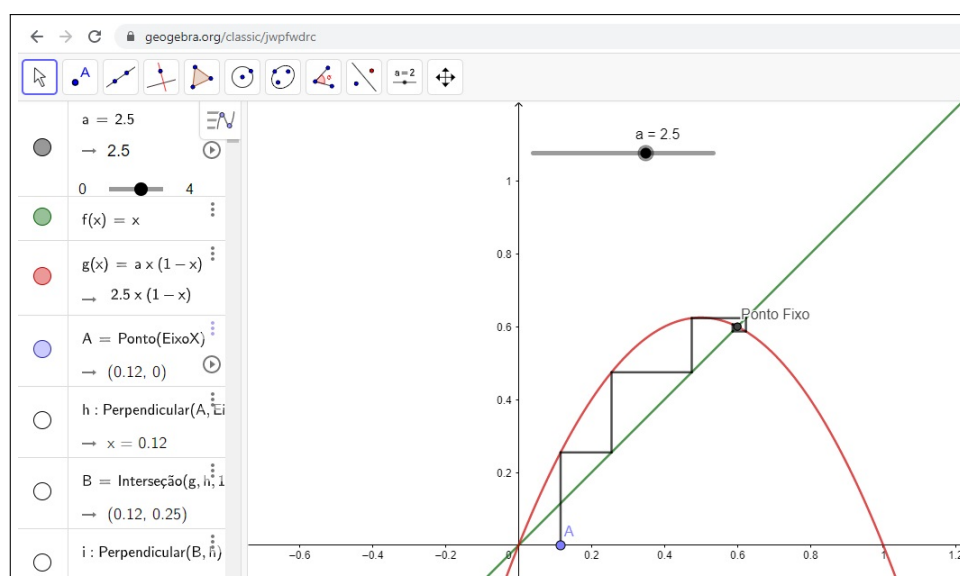 geogebra.org/classic/jwpfwdrc
A
a=2
a = 2.5
→ 2.5
0 4
f(x) = x
g(x) = a x (1 − x)
→ 2.5 x (1 − x)
A = Ponto(EixoX)
→ (0.12, 0)
h : Perpendicular(A, Ei
→ x = 0.12
B = Interseção(g, h, 1
→ (0.12, 0.25)
i : Perpendicular(B, h)
a = 2.5
1
0.8
0.6
0.4
0.2
Ponto Fixo
A
−0.6 −0.4 −0.2 0 0.2 0.4 0.6 0.8 1 1.2